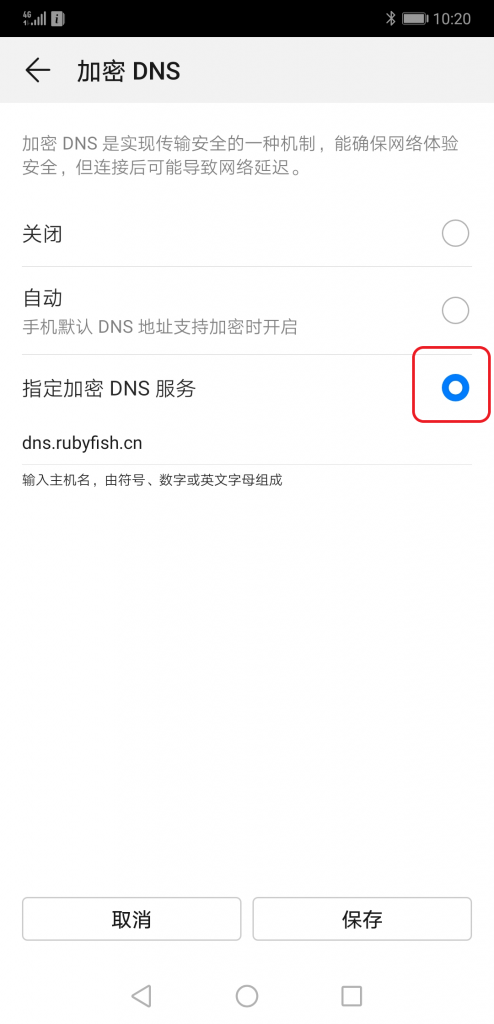 4G 10:20
加密 DNS
加密 DNS 是实现传输安全的一种机制，能确保网络体验
安全，但连接后可能导致网络延迟。
关闭
自动
手机默认 DNS 地址支持加密时开启
指定加密 DNS 服务
dns.rubyfish.cn
输入主机名，由符号、数字或英文字母组成
取消 保存